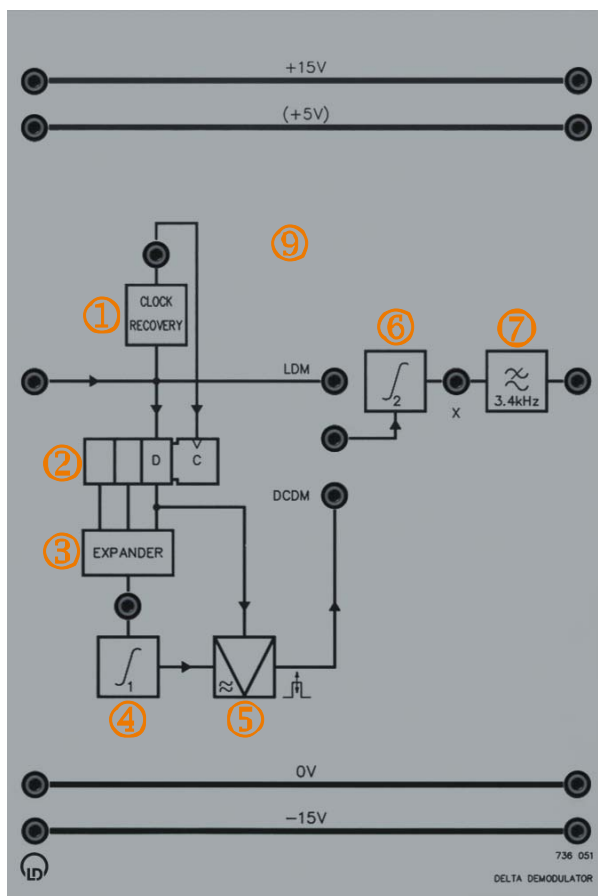 +15V
(+5V)
9
1
CLOCK
RECOVERY
6
7
LDM
2
3.4kHz
X
2
D
C
DCDM
3
EXPANDER
1
4
5
0V
−15V
LD
736 051
DELTA DEMODULATOR